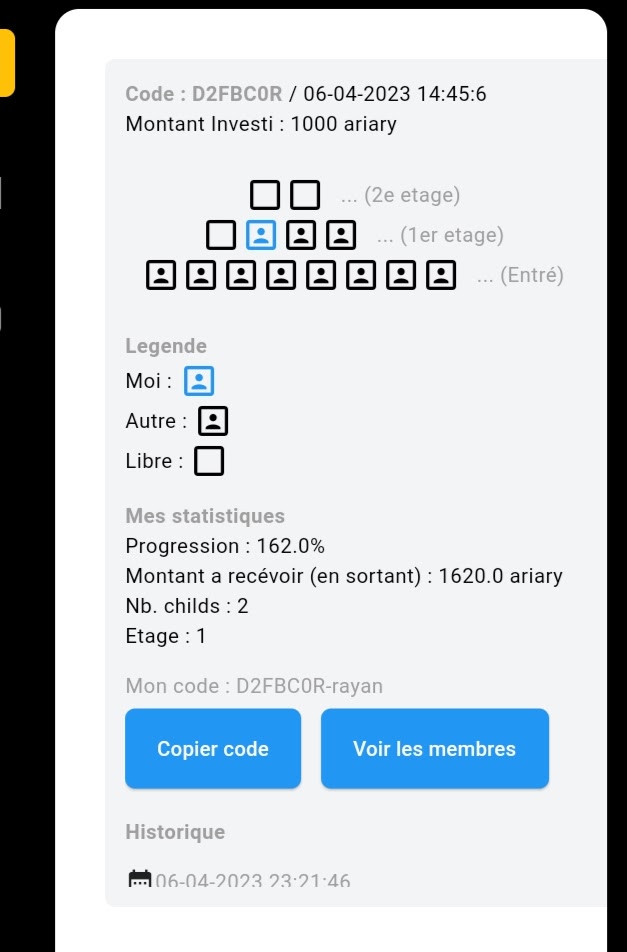 Code : D2FBC0R / 06-04-2023 14:45:6
Montant Investi : 1000 ariary
... (2e etage)
... (1er etage)
... (Entré)
Legende
Moi :
Autre :
Libre :
Mes statistiques
Progression : 162.0%
Montant a recévoir (en sortant) : 1620.0 ariary
Nb. childs : 2
Etage : 1
Mon code : D2FBC0R-rayan
Copier code
Voir les membres
Historique
06-04-2023 23:21:46